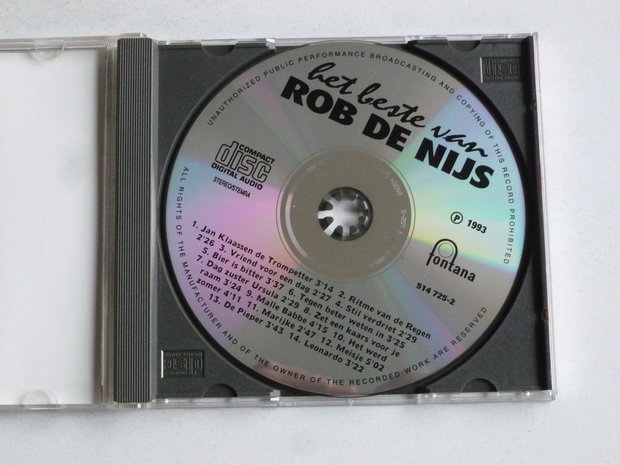 UNAUTHORIZED PUBLIC PERFORMANCE BROADCASTING AND COPYING OF THIS RECORD PROHIBITED
het beste van
ROB DE NIJS
COMPACT
disc
DIGITAL AUDIO
STEREO/STEMRA
℗ 1993
fontana
514 725-2
1. Jan Klaassen de Trompetter 3'14 2. Ritme van de Regen
2'26 3. Vriend voor een dag 2'27 4. Stil verdriet 2'29
5. Bier is bitter 3'37 6. Tegen beter weten in 3'25
7. Dag zuster Ursula 2'29 8. Zet een kaars voor je
raam 3'24 9. Malle Babbe 4'15 10. Het werd
zomer 4'11 11. Marijke 2'47 12. Meisje 5'02
13. De Pieper 3'43 14. Leonardo 3'22
ALL RIGHTS OF THE MANUFACTURER AND OF THE OWNER OF THE RECORDED WORK ARE RESERVED